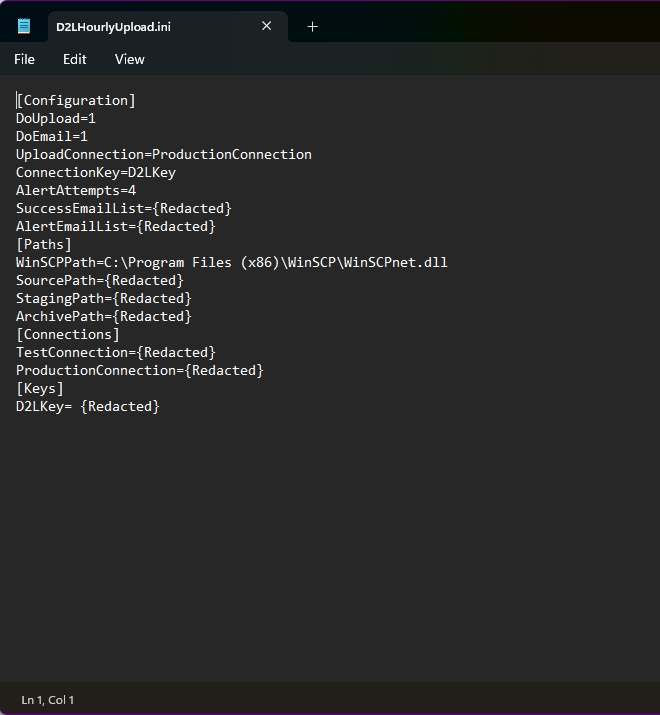 D2LHourlyUpload.ini
File Edit View
[Configuration]
DoUpload=1
DoEmail=1
UploadConnection=ProductionConnection
ConnectionKey=D2LKey
AlertAttempts=4
SuccessEmailList={Redacted}
AlertEmailList={Redacted}
[Paths]
WinSCPPath=C:\Program Files (x86)\WinSCP\WinSCPnet.dll
SourcePath={Redacted}
StagingPath={Redacted}
ArchivePath={Redacted}
[Connections]
TestConnection={Redacted}
ProductionConnection={Redacted}
[Keys]
D2LKey= {Redacted}
Ln 1, Col 1